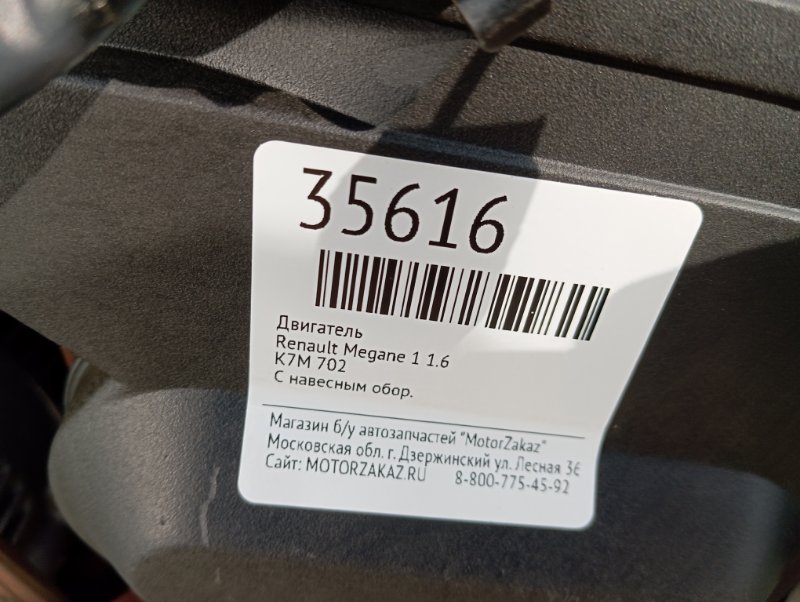 35616
Двигатель
Renault Megane 1 1.6
K7M 702
С навесным обор.
Магазин б/у автозапчастей "MotorZakaz"
Московская обл. г. Дзержинский ул. Лесная 3Б
Сайт: MOTORZAKAZ.RU 8-800-775-45-92